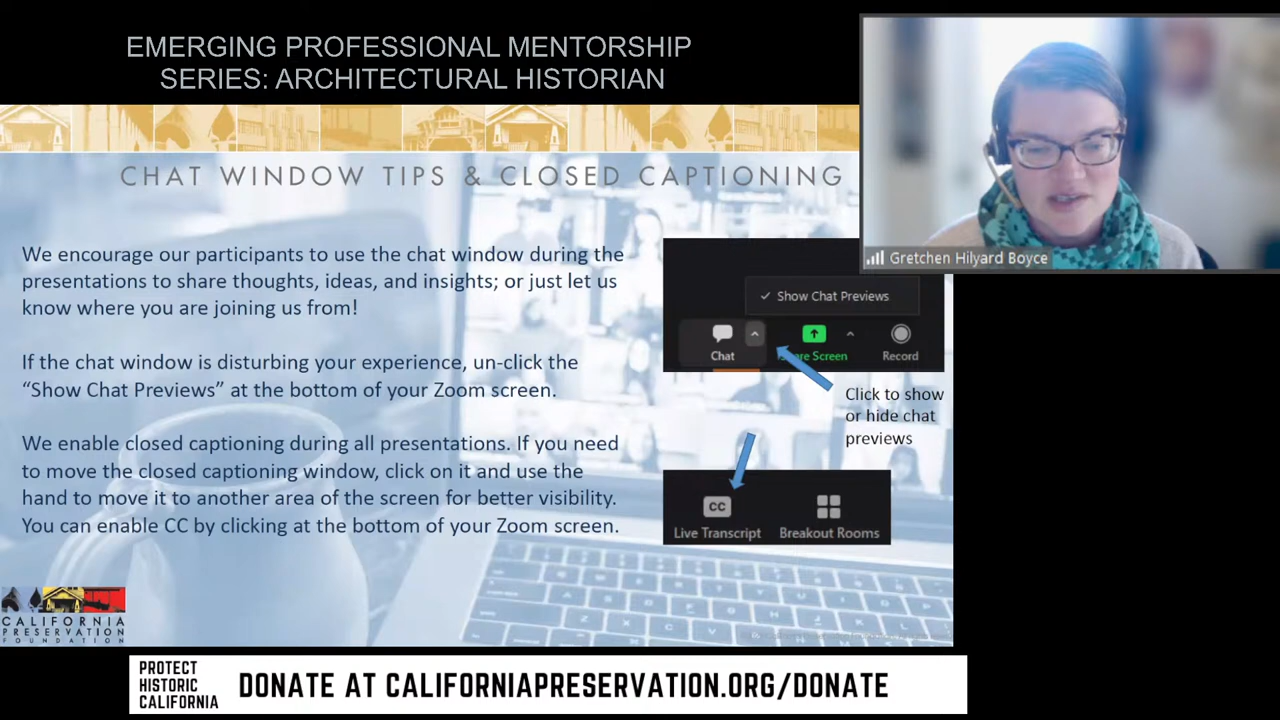 EMERGING PROFESSIONAL MENTORSHIP
SERIES: ARCHITECTURAL HISTORIAN
CHAT WINDOW TIPS & CLOSED CAPTIONING
Gretchen Hilyard Boyce
We encourage our participants to use the chat window during the
presentations to share thoughts, ideas, and insights; or just let us
know where you are joining us from!
If the chat window is disturbing your experience, un-click the
“Show Chat Previews” at the bottom of your Zoom screen.
We enable closed captioning during all presentations. If you need
to move the closed captioning window, click on it and use the
hand to move it to another area of the screen for better visibility.
You can enable CC by clicking at the bottom of your Zoom screen.
Show Chat Previews
Chat
Screen
Record
Click to show
or hide chat
previews
CC
Live Transcript
Breakout Rooms
CALIFORNIA
PRESERVATION
FOUNDATION
PROTECT
HISTORIC
CALIFORNIA
DONATE AT CALIFORNIAPRESERVATION.ORG/DONATE